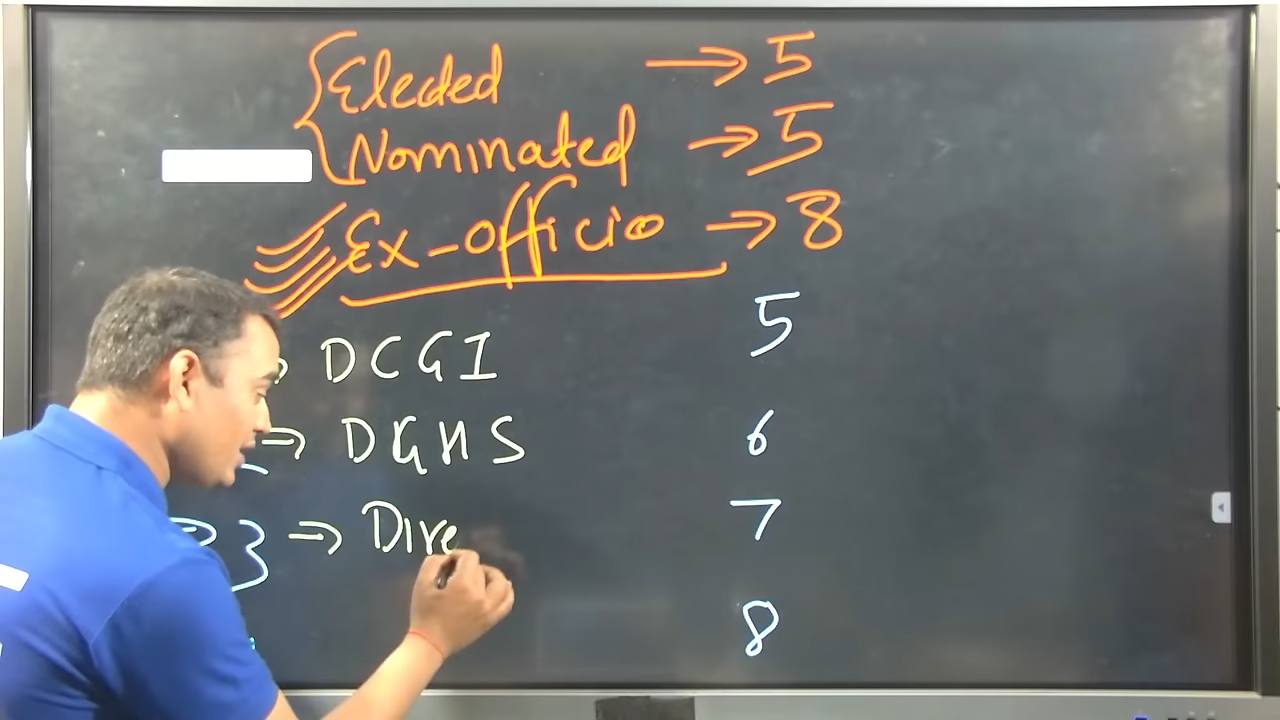 Elected → 5
Nominated → 5
Ex-officio → 8
→ DCGI 5
→ DGHS 6
3 → Dire 7
8